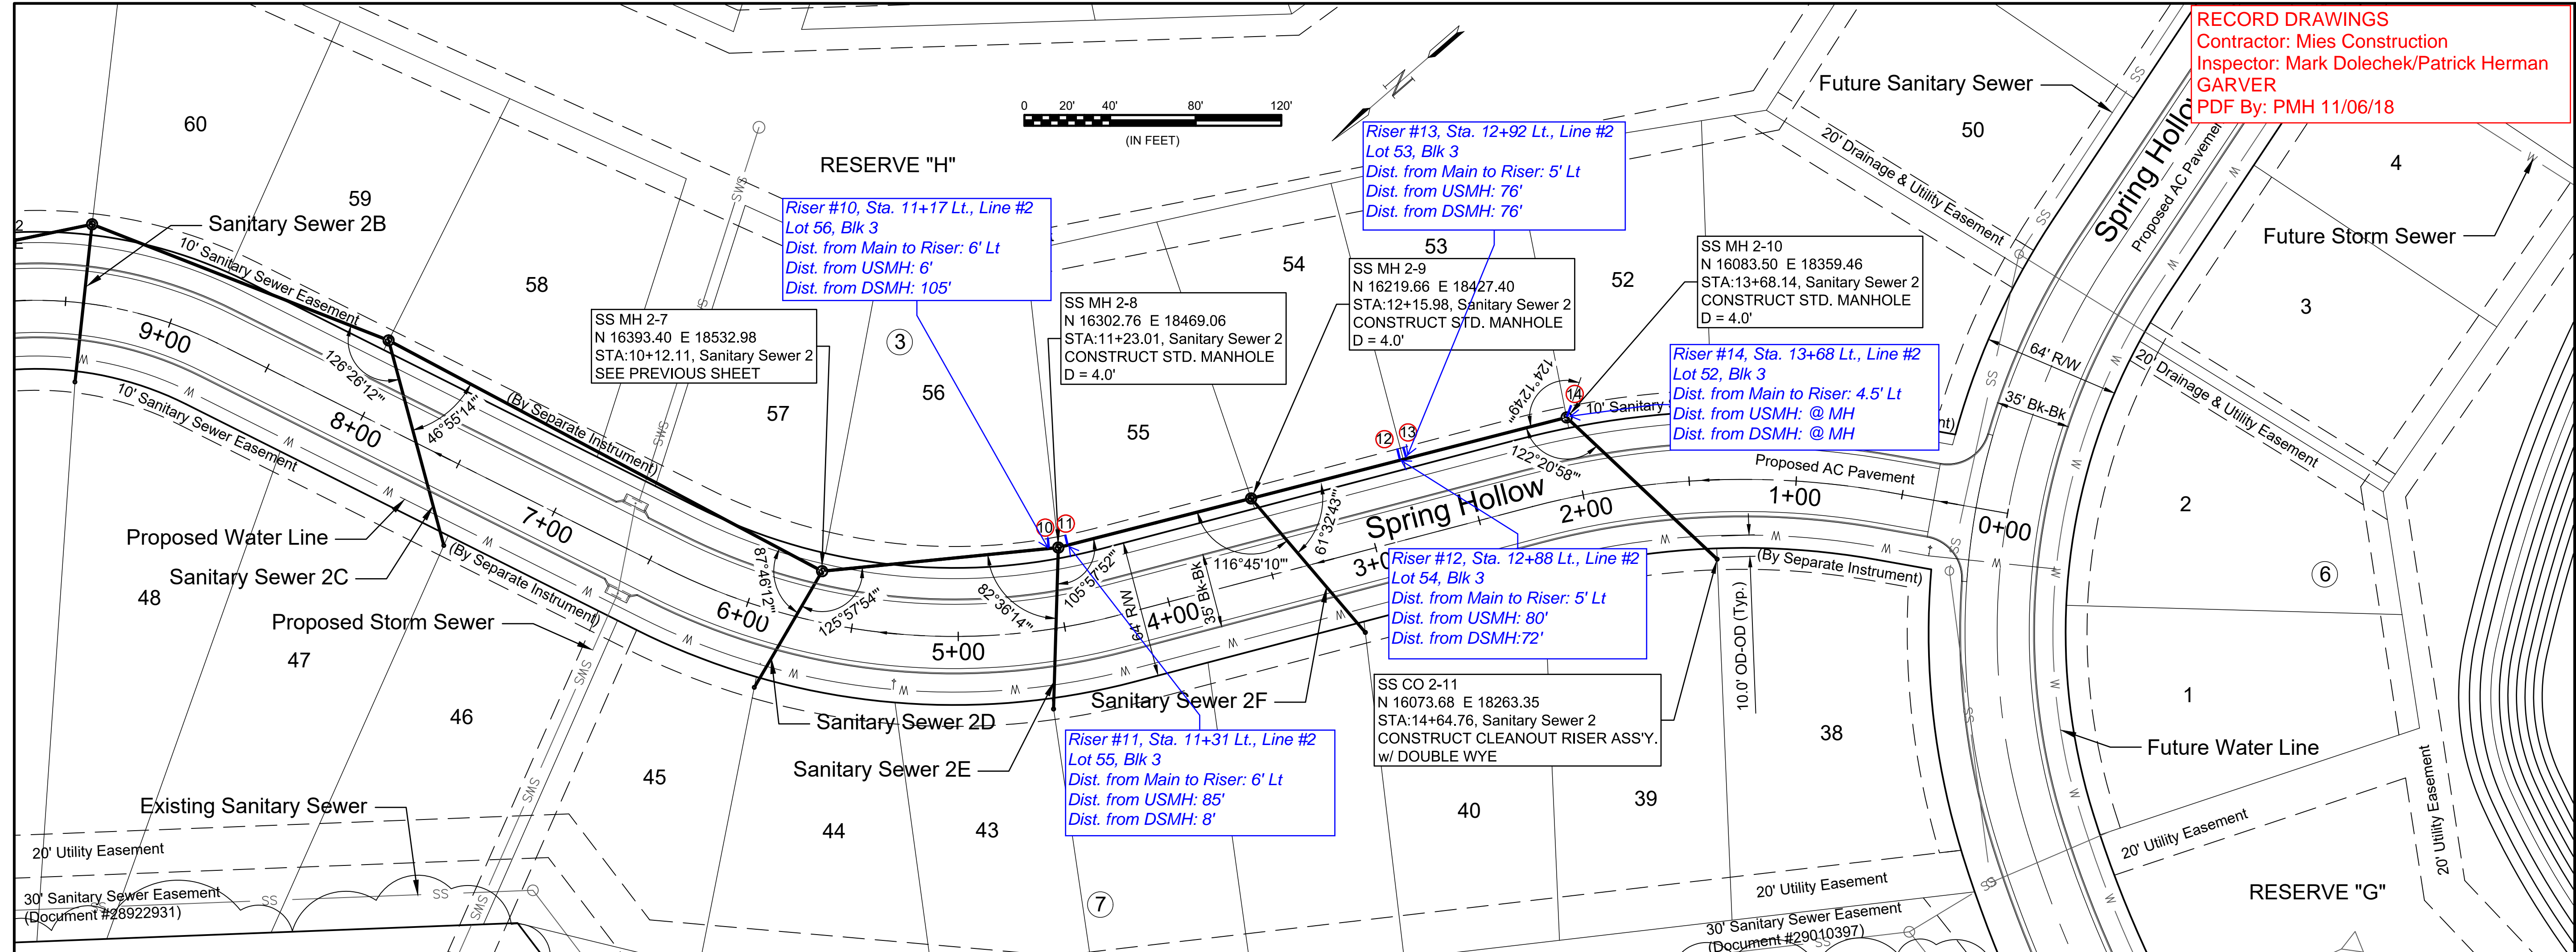 RECORD DRAWINGS
Contractor: Mies Construction
Inspector: Mark Dolechek/Patrick Herman
GARVER
PDF By: PMH 11/06/18
0 20' 40' 80' 120'
(IN FEET)
N
RESERVE "H"
60
59
58
57
56
55
54
53
52
50
4
3
2
1
3
6
7
48
47
46
45
44
43
40
39
38
Sanitary Sewer 2B
10' Sanitary Sewer Easement
(By Separate Instrument)
Riser #10, Sta. 11+17 Lt., Line #2
Lot 56, Blk 3
Dist. from Main to Riser: 6' Lt
Dist. from USMH: 6'
Dist. from DSMH: 105'
Riser #13, Sta. 12+92 Lt., Line #2
Lot 53, Blk 3
Dist. from Main to Riser: 5' Lt
Dist. from USMH: 76'
Dist. from DSMH: 76'
SS MH 2-7
N 16393.40 E 18532.98
STA:10+12.11, Sanitary Sewer 2
SEE PREVIOUS SHEET
SS MH 2-8
N 16302.76 E 18469.06
STA:11+23.01, Sanitary Sewer 2
CONSTRUCT STD. MANHOLE
D = 4.0'
SS MH 2-9
N 16219.66 E 18427.40
STA:12+15.98, Sanitary Sewer 2
CONSTRUCT STD. MANHOLE
D = 4.0'
SS MH 2-10
N 16083.50 E 18359.46
STA:13+68.14, Sanitary Sewer 2
CONSTRUCT STD. MANHOLE
D = 4.0'
Riser #14, Sta. 13+68 Lt., Line #2
Lot 52, Blk 3
Dist. from Main to Riser: 4.5' Lt
Dist. from USMH: @ MH
Dist. from DSMH: @ MH
Riser #12, Sta. 12+88 Lt., Line #2
Lot 54, Blk 3
Dist. from Main to Riser: 5' Lt
Dist. from USMH: 80'
Dist. from DSMH:72'
SS CO 2-11
N 16073.68 E 18263.35
STA:14+64.76, Sanitary Sewer 2
CONSTRUCT CLEANOUT RISER ASS'Y.
w/ DOUBLE WYE
Riser #11, Sta. 11+31 Lt., Line #2
Lot 55, Blk 3
Dist. from Main to Riser: 6' Lt
Dist. from USMH: 85'
Dist. from DSMH: 8'
10
11
12
13
14
9+00
8+00
7+00
6+00
5+00
4+00
2+00
1+00
0+00
126°26'12"
46°55'14"
87°46'12"
125°57'54"
82°36'14"
105°57'52"
116°45'10"
61°32'43"
124°12'49"
122°20'58"
10' Sanitary
Spring Hollow
Proposed AC Pavement
(By Separate Instrument)
64' R/W
35' Bk-Bk
64' R/W
35' Bk-Bk
10.0' OD-OD (Typ.)
10' Sanitary Sewer Easement
(By Separate Instrument)
Proposed Water Line
Sanitary Sewer 2C
Proposed Storm Sewer
Sanitary Sewer 2D
Sanitary Sewer 2E
Sanitary Sewer 2F
Existing Sanitary Sewer
20' Utility Easement
30' Sanitary Sewer Easement
(Document #28922931)
Future Sanitary Sewer
20' Drainage & Utility Easement
Future Storm Sewer
20' Drainage & Utility Easement
Future Water Line
20' Utility Easement
20' Utility Easement
20' Utility Easement
30' Sanitary Sewer Easement
(Document #29010397)
RESERVE "G"